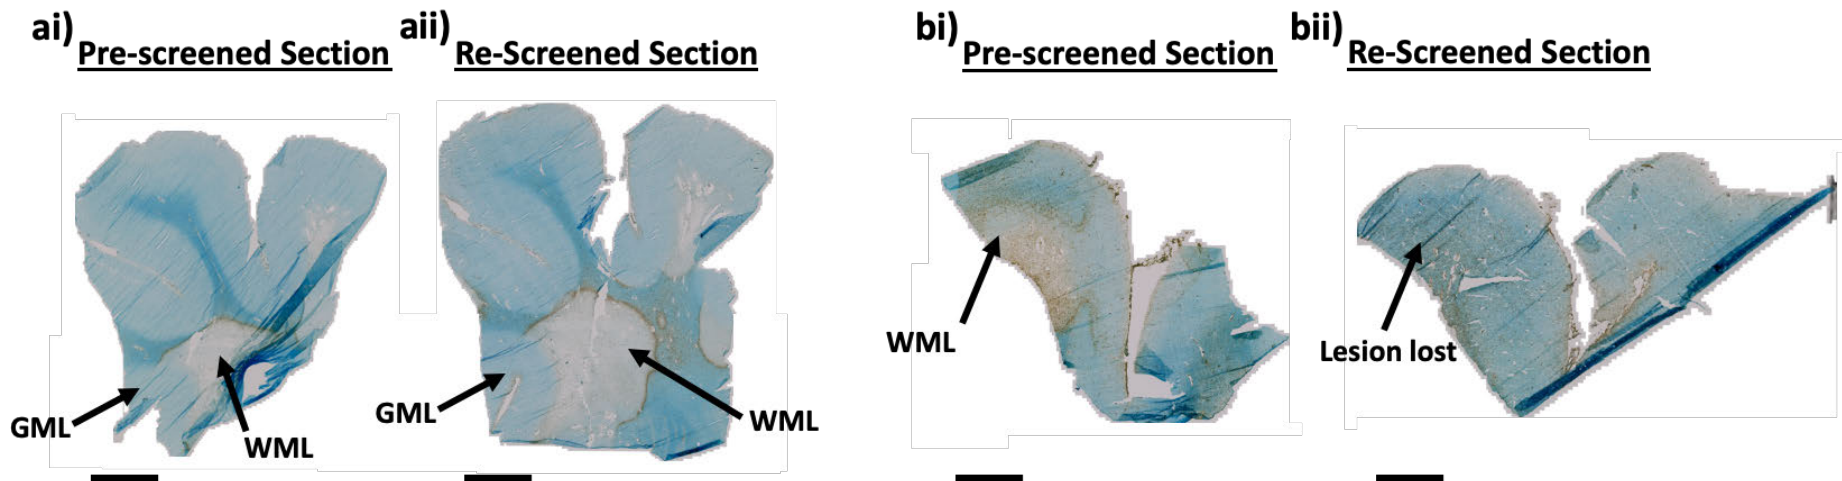 ai)
Pre-screened Section
aii)
Re-Screened Section
bi)
Pre-screened Section
bii)
Re-Screened Section
GML
WML
GML
WML
WML
Lesion lost